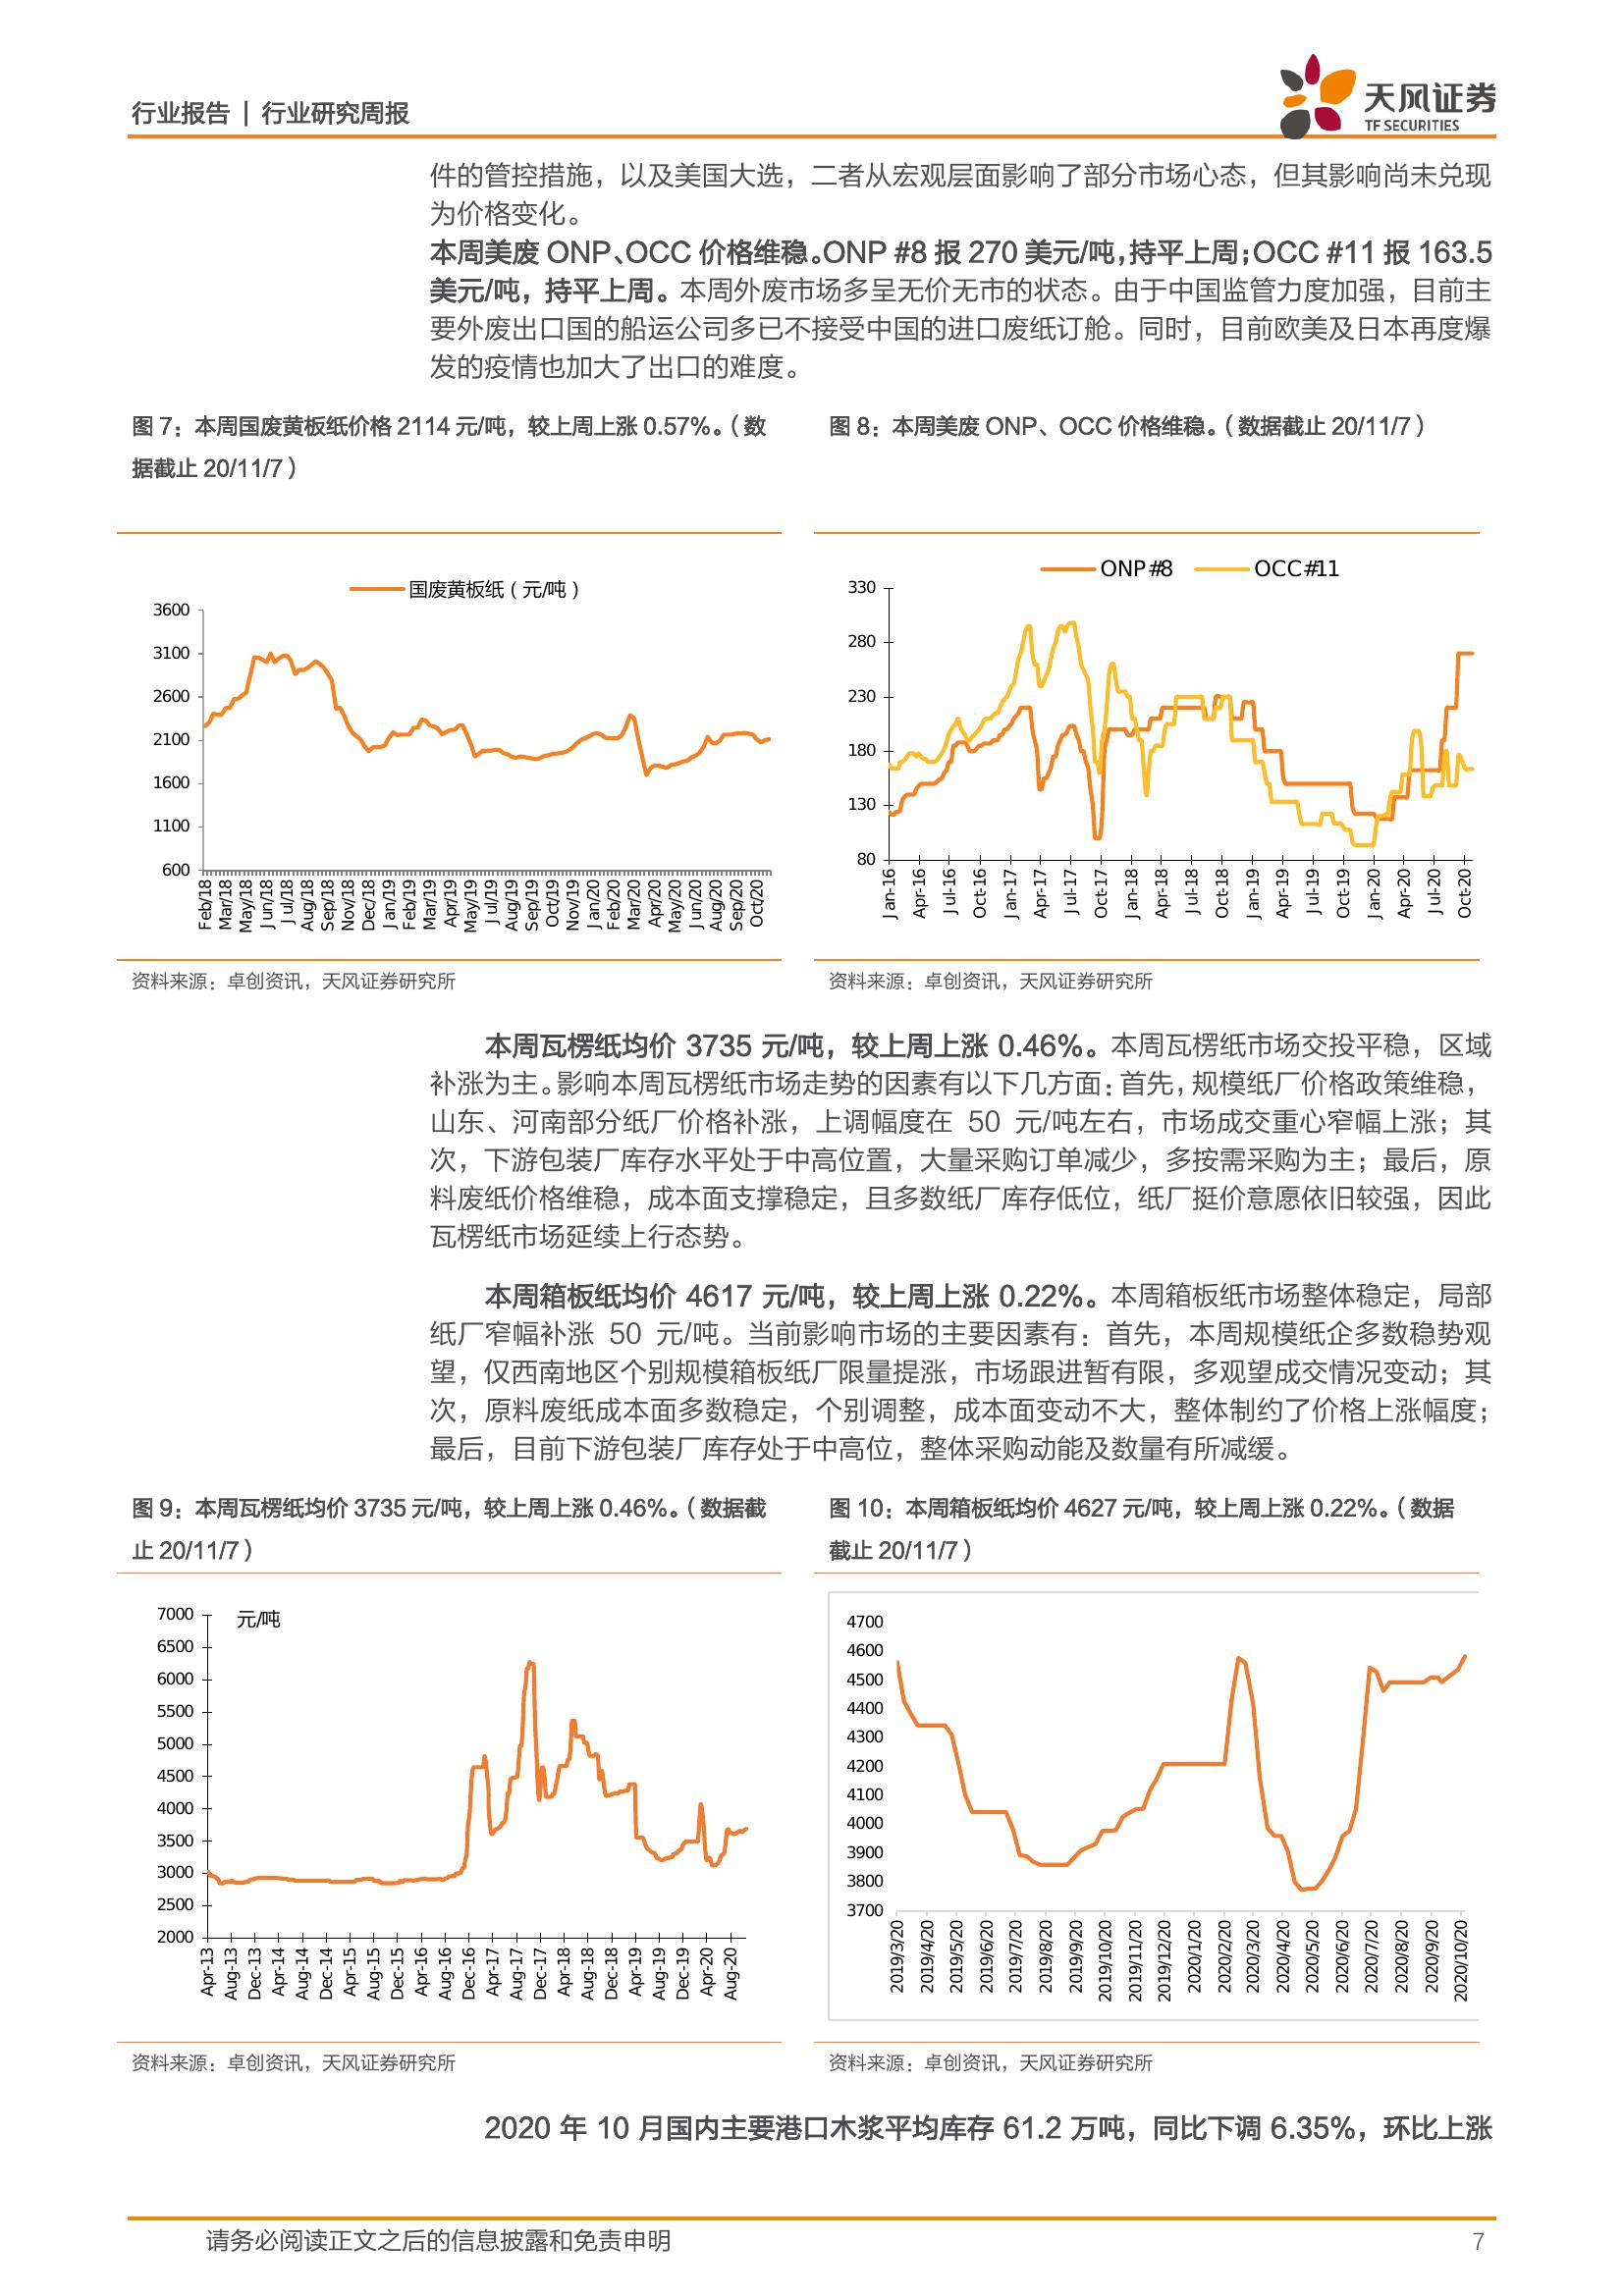 行业报告 | 行业研究周报
天风证券
TF SECURITIES
件的管控措施，以及美国大选，二者从宏观层面影响了部分市场心态，但其影响尚未兑现
为价格变化。
本周美废 ONP、OCC 价格维稳。ONP #8 报 270 美元/吨，持平上周；OCC #11 报 163.5
美元/吨，持平上周。本周外废市场多呈无价无市的状态。由于中国监管力度加强，目前主
要外废出口国的船运公司多已不接受中国的进口废纸订舱。同时，目前欧美及日本再度爆
发的疫情也加大了出口的难度。
图 7：本周国废黄板纸价格 2114 元/吨，较上周上涨 0.57%。（数
据截止 20/11/7）
国废黄板纸（元/吨）
3600
3100
2600
2100
1600
1100
600
Feb/18 Mar/18 May/18 Jun/18 Jul/18 Aug/18 Sep/18 Nov/18 Dec/18 Jan/19 Feb/19 Mar/19 Apr/19 May/19 Jul/19 Aug/19 Sep/19 Oct/19 Nov/19 Jan/20 Feb/20 Mar/20 Apr/20 May/20 Jun/20 Aug/20 Sep/20 Oct/20
资料来源：卓创资讯，天风证券研究所
图 8：本周美废 ONP、OCC 价格维稳。（数据截止 20/11/7）
ONP#8 OCC#11
330
280
230
180
130
80
Jan-16 Apr-16 Jul-16 Oct-16 Jan-17 Apr-17 Jul-17 Oct-17 Jan-18 Apr-18 Jul-18 Oct-18 Jan-19 Apr-19 Jul-19 Oct-19 Jan-20 Apr-20 Jul-20 Oct-20
资料来源：卓创资讯，天风证券研究所
本周瓦楞纸均价 3735 元/吨，较上周上涨 0.46%。本周瓦楞纸市场交投平稳，区域
补涨为主。影响本周瓦楞纸市场走势的因素有以下几方面：首先，规模纸厂价格政策维稳，
山东、河南部分纸厂价格补涨，上调幅度在 50 元/吨左右，市场成交重心窄幅上涨；其
次，下游包装厂库存水平处于中高位置，大量采购订单减少，多按需采购为主；最后，原
料废纸价格维稳，成本面支撑稳定，且多数纸厂库存低位，纸厂挺价意愿依旧较强，因此
瓦楞纸市场延续上行态势。
本周箱板纸均价 4617 元/吨，较上周上涨 0.22%。本周箱板纸市场整体稳定，局部
纸厂窄幅补涨 50 元/吨。当前影响市场的主要因素有：首先，本周规模纸企多数稳势观
望，仅西南地区个别规模箱板纸厂限量提涨，市场跟进暂有限，多观望成交情况变动；其
次，原料废纸成本面多数稳定，个别调整，成本面变动不大，整体制约了价格上涨幅度；
最后，目前下游包装厂库存处于中高位，整体采购动能及数量有所减缓。
图 9：本周瓦楞纸均价 3735 元/吨，较上周上涨 0.46%。（数据截
止 20/11/7）
元/吨
7000
6500
6000
5500
5000
4500
4000
3500
3000
2500
2000
Apr-13 Aug-13 Dec-13 Apr-14 Aug-14 Dec-14 Apr-15 Aug-15 Dec-15 Apr-16 Aug-16 Dec-16 Apr-17 Aug-17 Dec-17 Apr-18 Aug-18 Dec-18 Apr-19 Aug-19 Dec-19 Apr-20 Aug-20
资料来源：卓创资讯，天风证券研究所
图 10：本周箱板纸均价 4627 元/吨，较上周上涨 0.22%。（数据
截止 20/11/7）
4700
4600
4500
4400
4300
4200
4100
4000
3900
3800
3700
2019/3/20 2019/4/20 2019/5/20 2019/6/20 2019/7/20 2019/8/20 2019/9/20 2019/10/20 2019/11/20 2019/12/20 2020/1/20 2020/2/20 2020/3/20 2020/4/20 2020/5/20 2020/6/20 2020/7/20 2020/8/20 2020/9/20 2020/10/20
资料来源：卓创资讯，天风证券研究所
2020 年 10 月国内主要港口木浆平均库存 61.2 万吨，同比下调 6.35%，环比上涨
请务必阅读正文之后的信息披露和免责申明
7